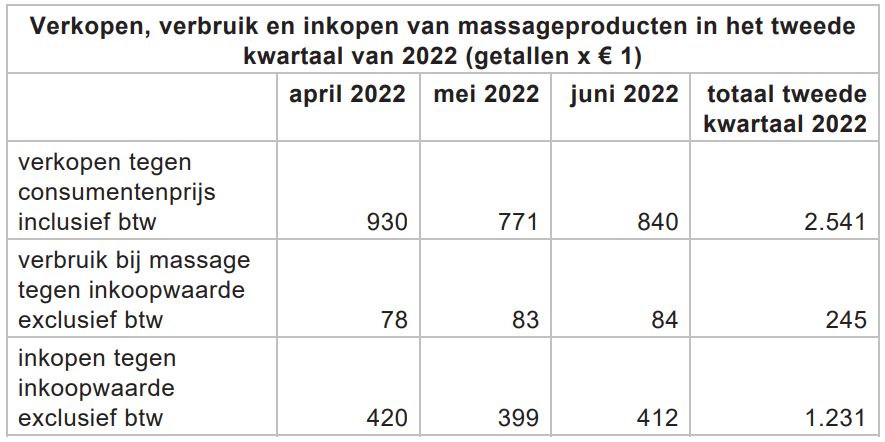 Verkopen, verbruik en inkopen van massageproducten in het tweede
kwartaal van 2022 (getallen x € 1)
april 2022 mei 2022 juni 2022 totaal tweede
kwartaal 2022
verkopen tegen
consumentenprijs
inclusief btw 930 771 840 2.541
verbruik bij massage
tegen inkoopwaarde
exclusief btw 78 83 84 245
inkopen tegen
inkoopwaarde
exclusief btw 420 399 412 1.231